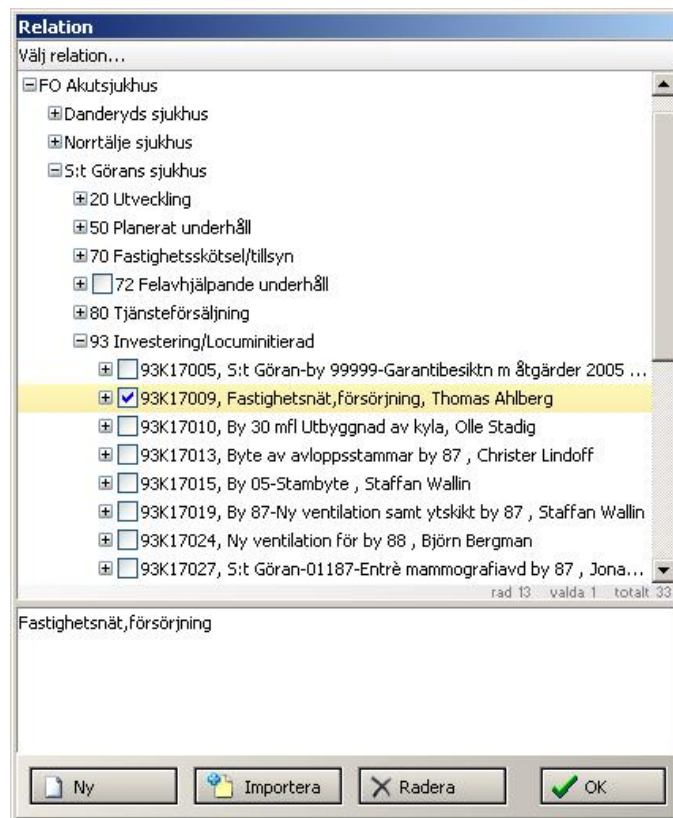 Relation
Välj relation...
FO Akutsjukhus
Danderyds sjukhus
Norrtälje sjukhus
S:t Görans sjukhus
20 Utveckling
50 Planerat underhåll
70 Fastighetsskötsel/tillsyn
72 Felavhjälpande underhåll
80 Tjänsteförsäljning
93 Investering/Locuminitierad
93K17005, S:t Göran-by 99999-Garantibesiktn m åtgärder 2005 ...
93K17009, Fastighetsnät,försörjning, Thomas Ahlberg
93K17010, By 30 mfl Utbyggnad av kyla, Olle Stadig
93K17013, Byte av avloppsstammar by 87 , Christer Lindoff
93K17015, By 05-Stambyte , Staffan Wallin
93K17019, By 87-Ny ventilation samt ytskikt by 87 , Staffan Wallin
93K17024, Ny ventilation för by 88 , Björn Bergman
93K17027, S:t Göran-01187-Entrè mammografiavd by 87 , Jona...
rad 13 valda 1 totalt 33
Fastighetsnät,försörjning
Ny Importera Radera OK